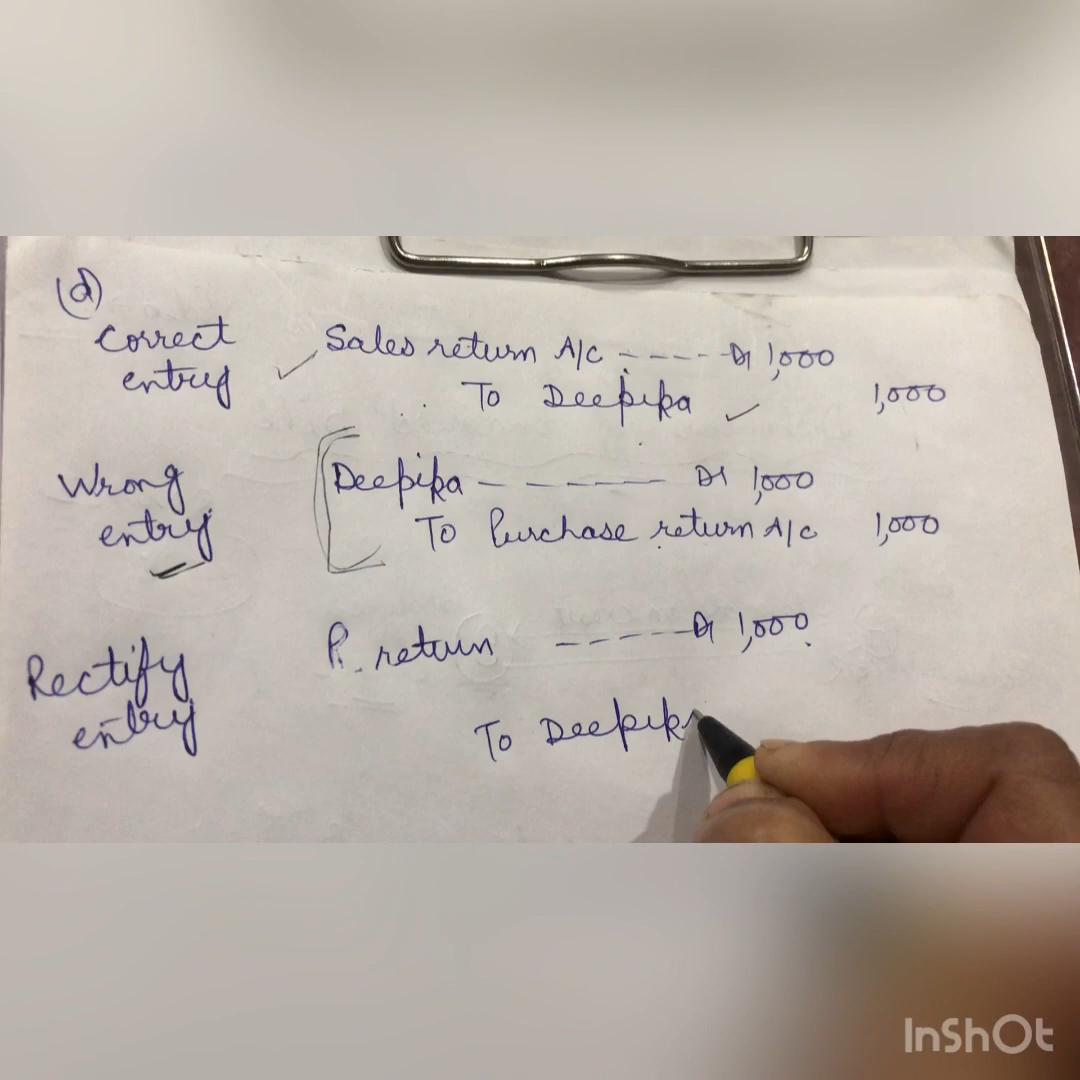 (d)
Correct entry Sales return A/c ---- Dr 1,000
To Deepika 1,000
Wrong entry Deepika ------ Dr 1,000
To Purchase return A/c 1,000
Rectify entry P. return ----- Dr 1,000
To Deepik
InShOt